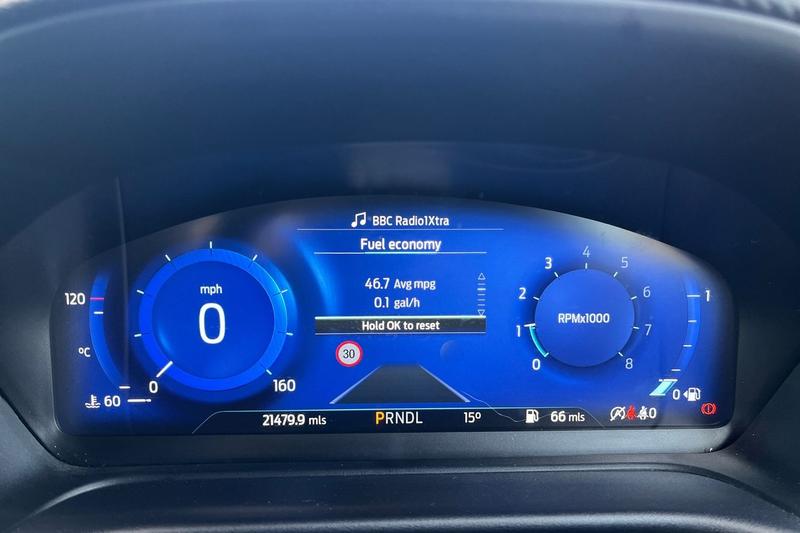 BBC Radio1Xtra
Fuel economy
46.7 Avg mpg
0.1 gal/h
Hold OK to reset
30
120
°C
60
mph
0
0 160
0 1 2 3 4 5 6 7 8
RPMx1000
1
0
21479.9 mls
PRNDL
15°
66 mls
0